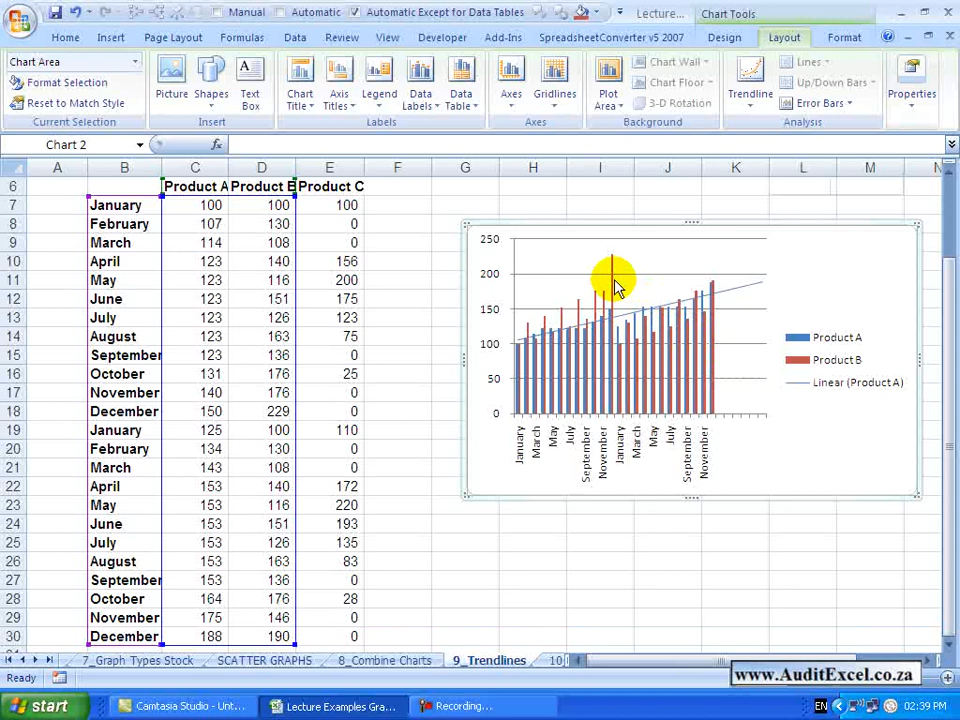 Manual Automatic Automatic Except for Data Tables Lecture... Chart Tools
Home Insert Page Layout Formulas Data Review View Developer Add-Ins SpreadsheetConverter v5 2007 Design Layout Format
Chart Area
Format Selection
Reset to Match Style
Current Selection
Picture Shapes Text Box
Insert
Chart Title Axis Titles Legend Data Labels Data Table
Labels
Axes Gridlines
Axes
Plot Area Chart Wall Chart Floor 3-D Rotation
Background
Trendline Lines Up/Down Bars Error Bars
Analysis
Properties
Chart 2 fx
A B C D E F G H I J K L M N
6 Product A Product B Product C
7 January 100 100 100
8 February 107 130 0
9 March 114 108 0
10 April 123 140 156
11 May 123 116 200
12 June 123 151 175
13 July 123 126 123
14 August 123 163 75
15 September 123 136 0
16 October 131 176 25
17 November 140 176 0
18 December 150 229 0
19 January 125 100 110
20 February 134 130 0
21 March 143 108 0
22 April 153 140 172
23 May 153 116 220
24 June 153 151 193
25 July 153 126 135
26 August 153 163 83
27 September 153 136 0
28 October 164 176 28
29 November 175 146 0
30 December 188 190 0
250
200
150
100
50
0
January March May July September November January March May July September November
Product A
Product B
Linear (Product A)
7_Graph Types Stock SCATTER GRAPHS 8_Combine Charts 9_Trendlines 10
Ready
www.AuditExcel.co.za
start Camtasia Studio - Unt... Lecture Examples Gra... Recording... EN 02:39 PM